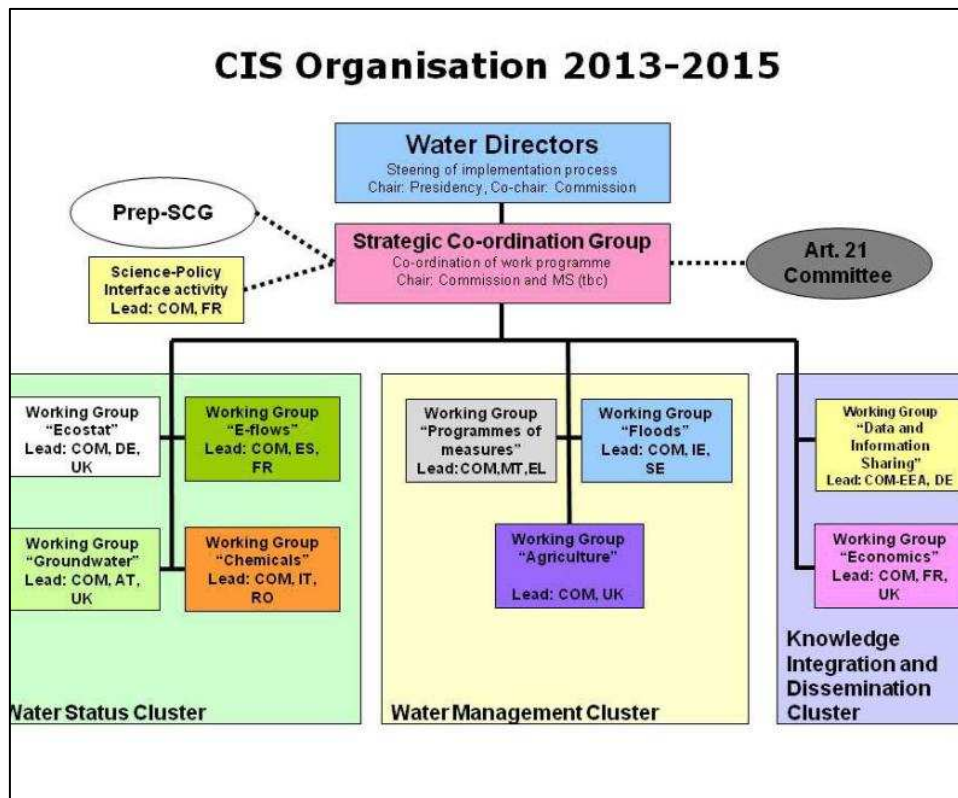 CIS Organisation 2013-2015
Water Directors
Steering of implementation process
Chair: Presidency, Co-chair: Commission
Prep-SCG
Strategic Co-ordination Group
Co-ordination of work programme
Chair: Commission and MS (tbc)
Art. 21
Committee
Science-Policy
Interface activity
Lead: COM, FR
Working Group
“Ecostat”
Lead: COM, DE,
UK
Working Group
“E-flows”
Lead: COM, ES,
FR
Working Group
“Groundwater”
Lead: COM, AT,
UK
Working Group
“Chemicals”
Lead: COM, IT,
RO
Water Status Cluster
Working Group
“Programmes of
measures”
Lead:COM,MT,EL
Working Group
“Floods”
Lead: COM, IE,
SE
Working Group
“Agriculture”
Lead: COM, UK
Water Management Cluster
Working Group
“Data and
Information
Sharing”
Lead: COM-EEA, DE
Working Group
“Economics”
Lead: COM, FR,
UK
Knowledge
Integration and
Dissemination
Cluster